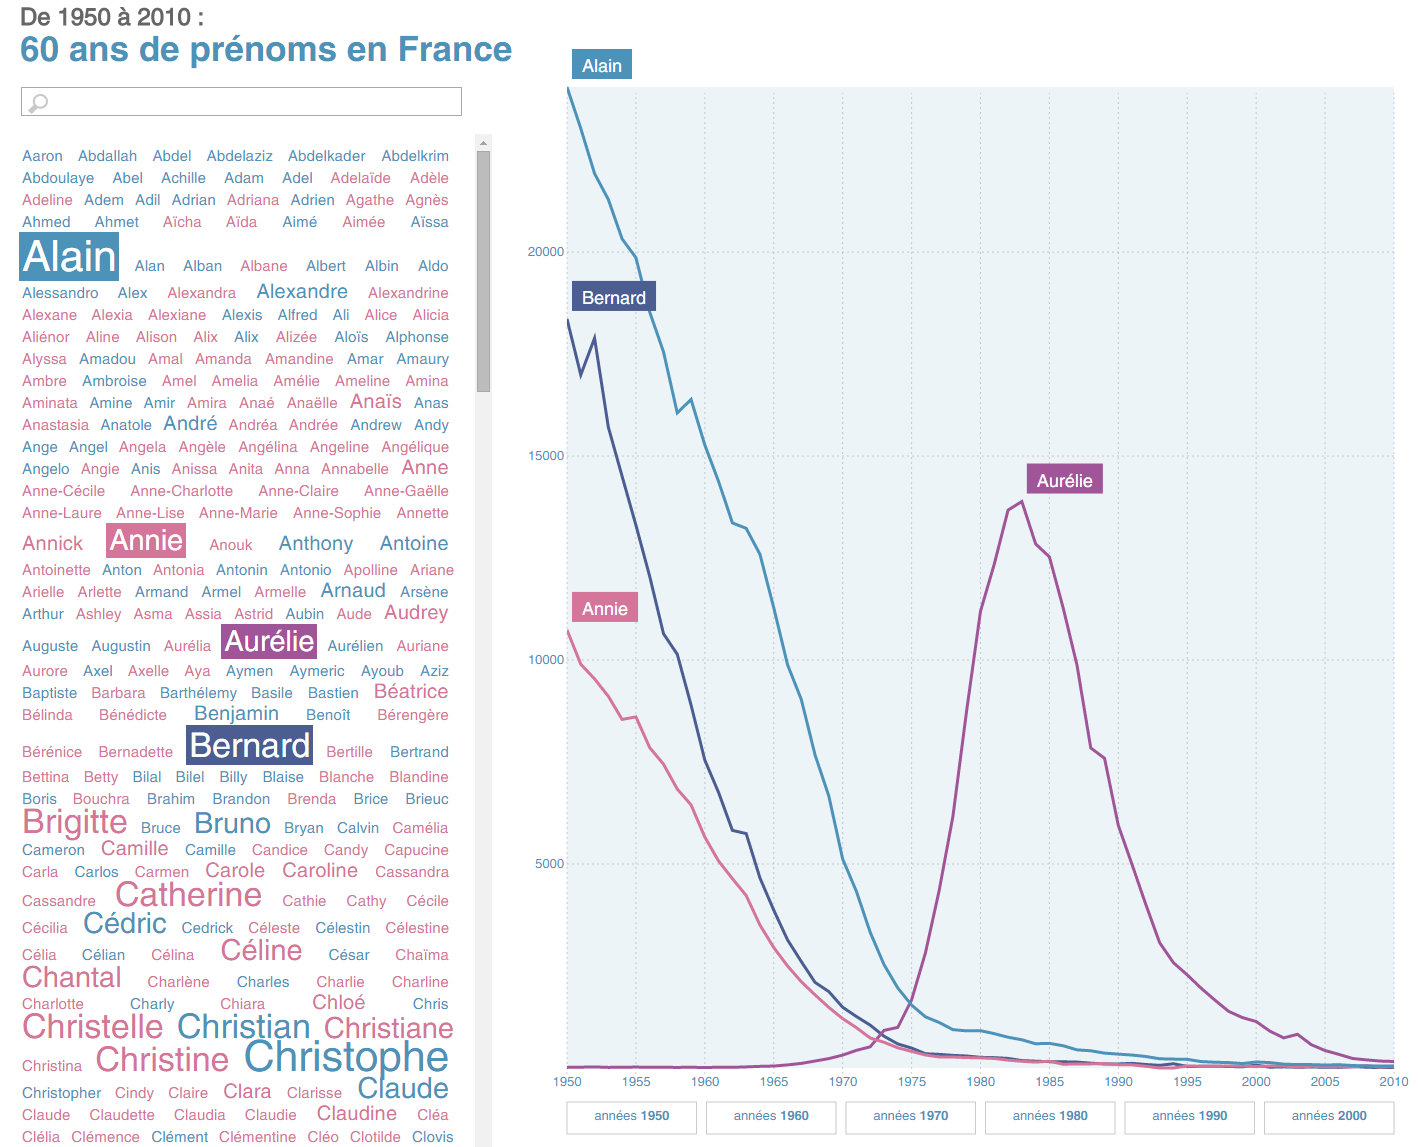 De 1950 à 2010 :
60 ans de prénoms en France
Aaron Abdallah Abdel Abdelaziz Abdelkader Abdelkrim
Abdoulaye Abel Achille Adam Adel Adelaïde Adèle
Adeline Adem Adil Adrian Adriana Adrien Agathe Agnès
Ahmed Ahmet Aïcha Aïda Aimé Aimée Aïssa
Alain Alan Alban Albane Albert Albin Aldo
Alessandro Alex Alexandra Alexandre Alexandrine
Alexane Alexia Alexiane Alexis Alfred Ali Alice Alicia
Aliénor Aline Alison Alix Alix Alizée Aloïs Alphonse
Alyssa Amadou Amal Amanda Amandine Amar Amaury
Ambre Ambroise Amel Amelia Amélie Ameline Amina
Aminata Amine Amir Amira Anaé Anaëlle Anaïs Anas
Anastasia Anatole André Andréa Andrée Andrew Andy
Ange Angel Angela Angèle Angélina Angeline Angélique
Angelo Angie Anis Anissa Anita Anna Annabelle Anne
Anne-Cécile Anne-Charlotte Anne-Claire Anne-Gaëlle
Anne-Laure Anne-Lise Anne-Marie Anne-Sophie Annette
Annick Annie Anouk Anthony Antoine
Antoinette Anton Antonia Antonin Antonio Apolline Ariane
Arielle Arlette Armand Armel Armelle Arnaud Arsène
Arthur Ashley Asma Assia Astrid Aubin Aude Audrey
Auguste Augustin Aurélia Aurélie Aurélien Auriane
Aurore Axel Axelle Aya Aymen Aymeric Ayoub Aziz
Baptiste Barbara Barthélemy Basile Bastien Béatrice
Bélinda Bénédicte Benjamin Benoît Bérengère
Bérénice Bernadette Bernard Bertille Bertrand
Bettina Betty Bilal Bilel Billy Blaise Blanche Blandine
Boris Bouchra Brahim Brandon Brenda Brice Brieuc
Brigitte Bruce Bruno Bryan Calvin Camélia
Cameron Camille Camille Candice Candy Capucine
Carla Carlos Carmen Carole Caroline Cassandra
Cassandre Catherine Cathie Cathy Cécile
Cécilia Cédric Cedrick Céleste Célestin Célestine
Célia Célian Célina Céline César Chaïma
Chantal Charlène Charles Charlie Charline
Charlotte Charly Chiara Chloé Chris
Christelle Christian Christiane
Christina Christine Christophe
Christopher Cindy Claire Clara Clarisse Claude
Claude Claudette Claudia Claudie Claudine Cléa
Clélia Clémence Clément Clémentine Cléo Clotilde Clovis
Alain
20000
Bernard
15000
Aurélie
Annie
10000
5000
1950 1955 1960 1965 1970 1975 1980 1985 1990 1995 2000 2005 2010
années 1950 années 1960 années 1970 années 1980 années 1990 années 2000